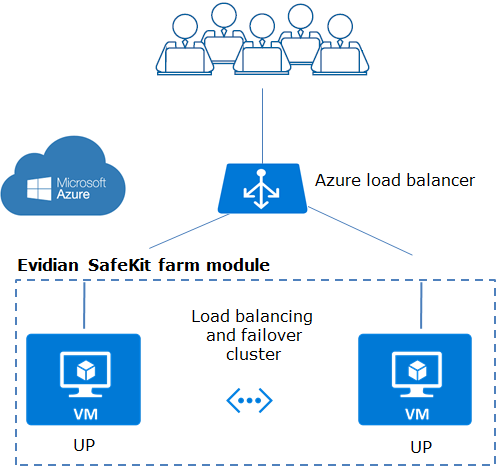 Microsoft
Azure
Azure load balancer
Evidian SafeKit farm module
Load balancing
and failover
cluster
VM
VM
UP
UP